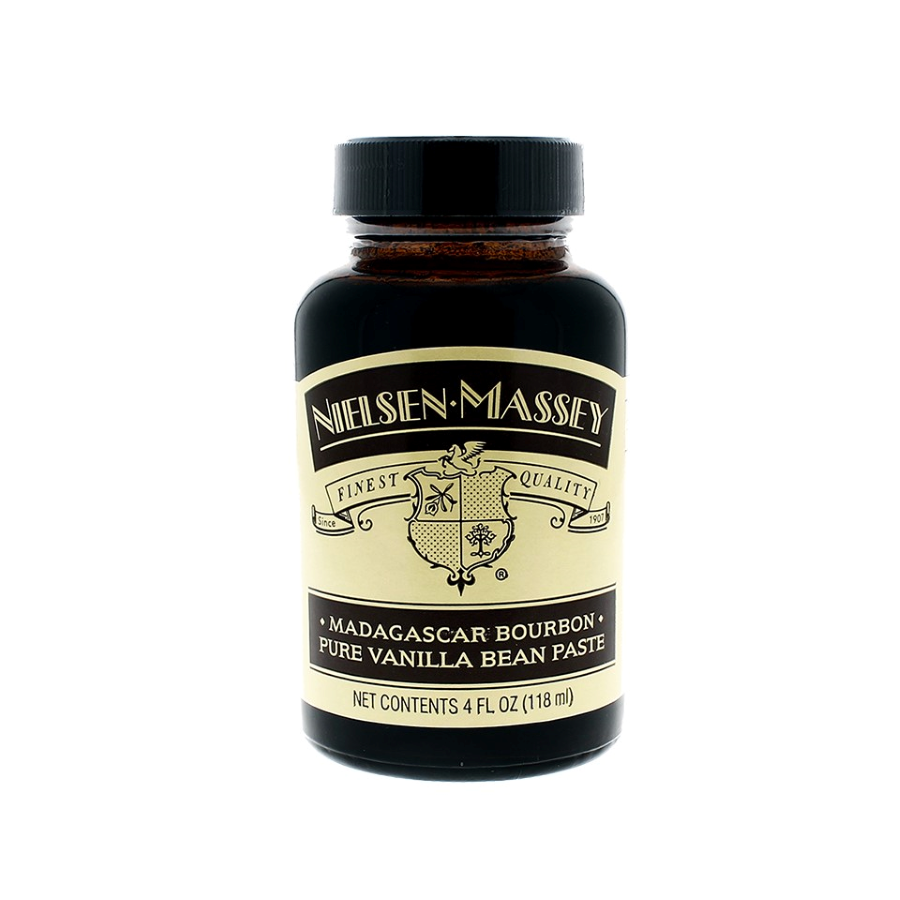 NIELSEN·MASSEY
FINEST QUALITY
Since 1907
®
• MADAGASCAR BOURBON •
PURE VANILLA BEAN PASTE
NET CONTENTS 4 FL OZ (118 ml)